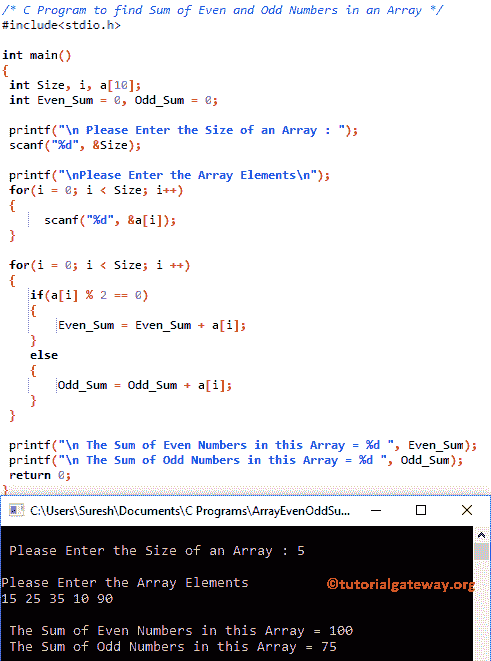 /* C Program to find Sum of Even and Odd Numbers in an Array */
#include<stdio.h>
int main()
{
int Size, i, a[10];
int Even_Sum = 0, Odd_Sum = 0;
printf("\n Please Enter the Size of an Array : ");
scanf("%d", &Size);
printf("\nPlease Enter the Array Elements\n");
for(i = 0; i < Size; i++)
{
scanf("%d", &a[i]);
}
for(i = 0; i < Size; i ++)
{
if(a[i] % 2 == 0)
{
Even_Sum = Even_Sum + a[i];
}
else
{
Odd_Sum = Odd_Sum + a[i];
}
}
printf("\n The Sum of Even Numbers in this Array = %d ", Even_Sum);
printf("\n The Sum of Odd Numbers in this Array = %d ", Odd_Sum);
return 0;
}
C:\Users\Suresh\Documents\C Programs\ArrayEvenOddSu...
Please Enter the Size of an Array : 5
Please Enter the Array Elements
©tutorialgateway.org
15 25 35 10 90
The Sum of Even Numbers in this Array = 100
The Sum of Odd Numbers in this Array = 75